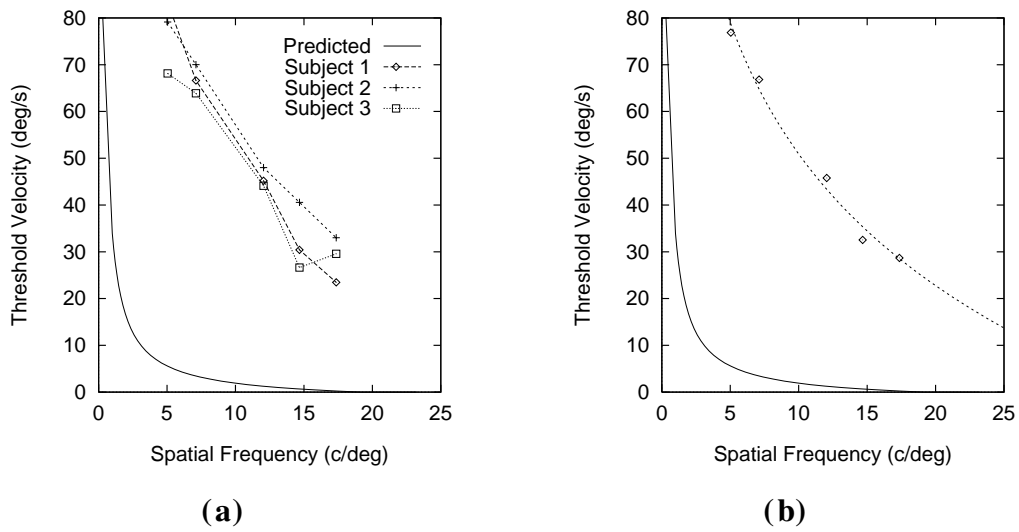 80
70
60
50
40
30
20
10
0
Threshold Velocity (deg/s)
Predicted
Subject 1
Subject 2
Subject 3
0 5 10 15 20 25
Spatial Frequency (c/deg)
(a)
80
70
60
50
40
30
20
10
0
Threshold Velocity (deg/s)
0 5 10 15 20 25
Spatial Frequency (c/deg)
(b)